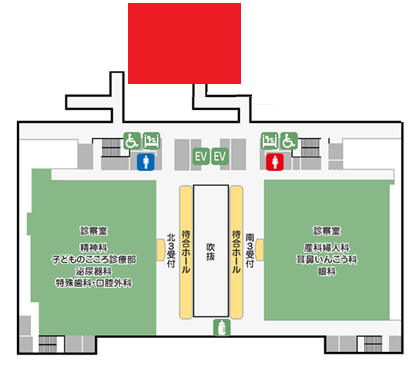 EV EV
診察室
精神科
子どものこころ診療部
泌尿器科
特殊歯科・口腔外科
北3受付
待合ホール
吹抜
待合ホール
南3受付
診察室
産科婦人科
耳鼻いんこう科
眼科